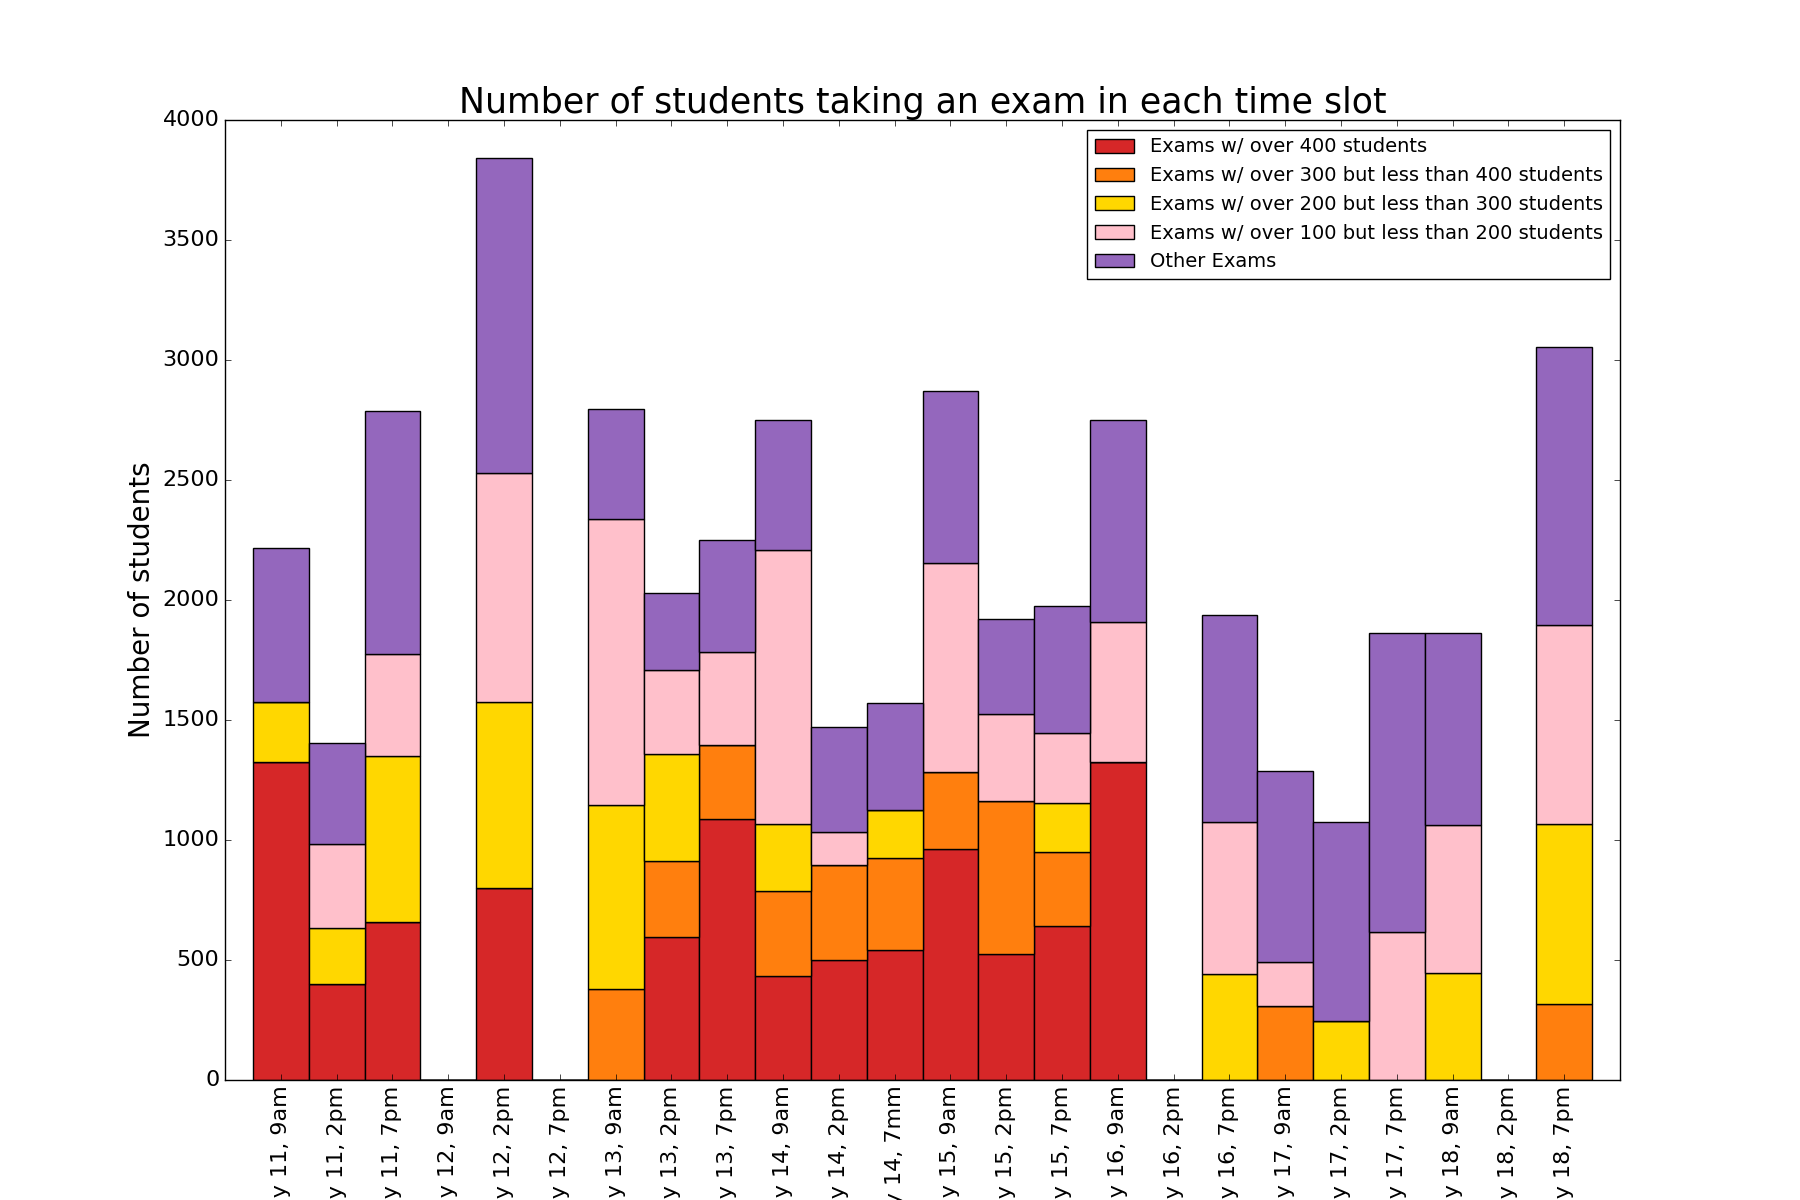 Number of students taking an exam in each time slot
Number of students
4000
3500
3000
2500
2000
1500
1000
500
0
Exams w/ over 400 students
Exams w/ over 300 but less than 400 students
Exams w/ over 200 but less than 300 students
Exams w/ over 100 but less than 200 students
Other Exams
y 11, 9am
y 11, 2pm
y 11, 7pm
y 12, 9am
y 12, 2pm
y 12, 7pm
y 13, 9am
y 13, 2pm
y 13, 7pm
y 14, 9am
y 14, 2pm
y 14, 7mm
y 15, 9am
y 15, 2pm
y 15, 7pm
y 16, 9am
y 16, 2pm
y 16, 7pm
y 17, 9am
y 17, 2pm
y 17, 7pm
y 18, 9am
y 18, 2pm
y 18, 7pm